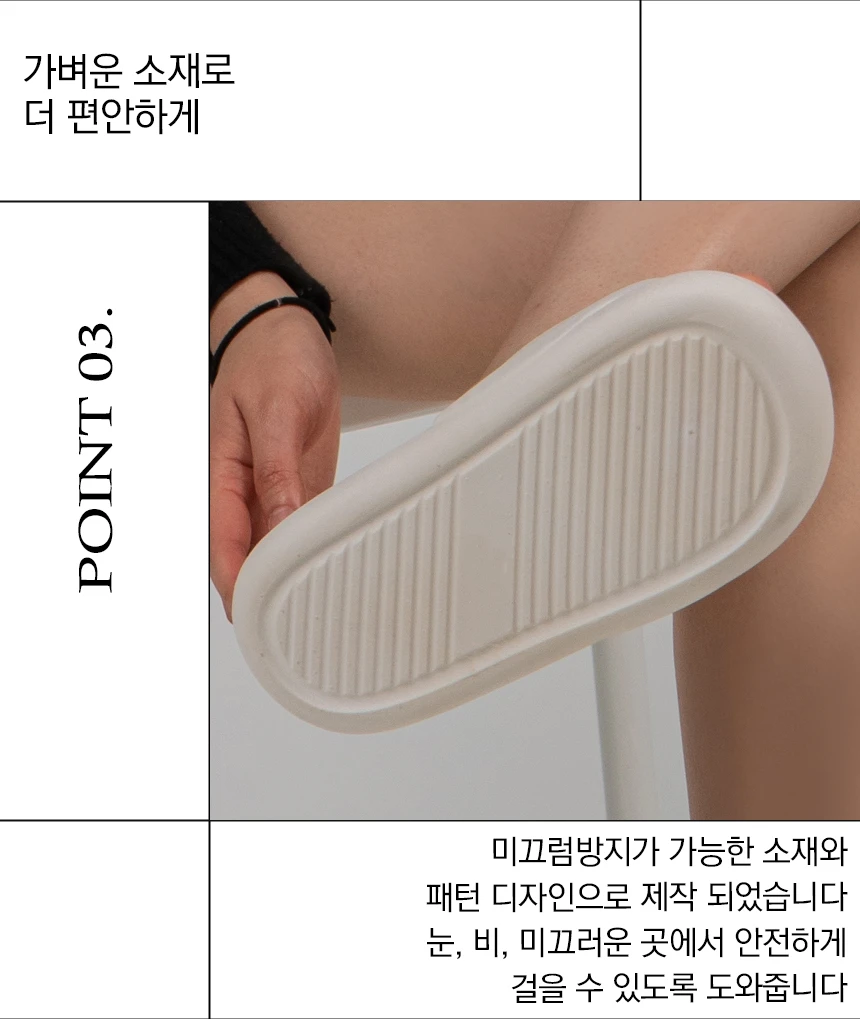 가벼운 소재로
더 편안하게
POINT 03.
미끄럼방지가 가능한 소재와
패턴 디자인으로 제작 되었습니다
눈, 비, 미끄러운 곳에서 안전하게
걸을 수 있도록 도와줍니다